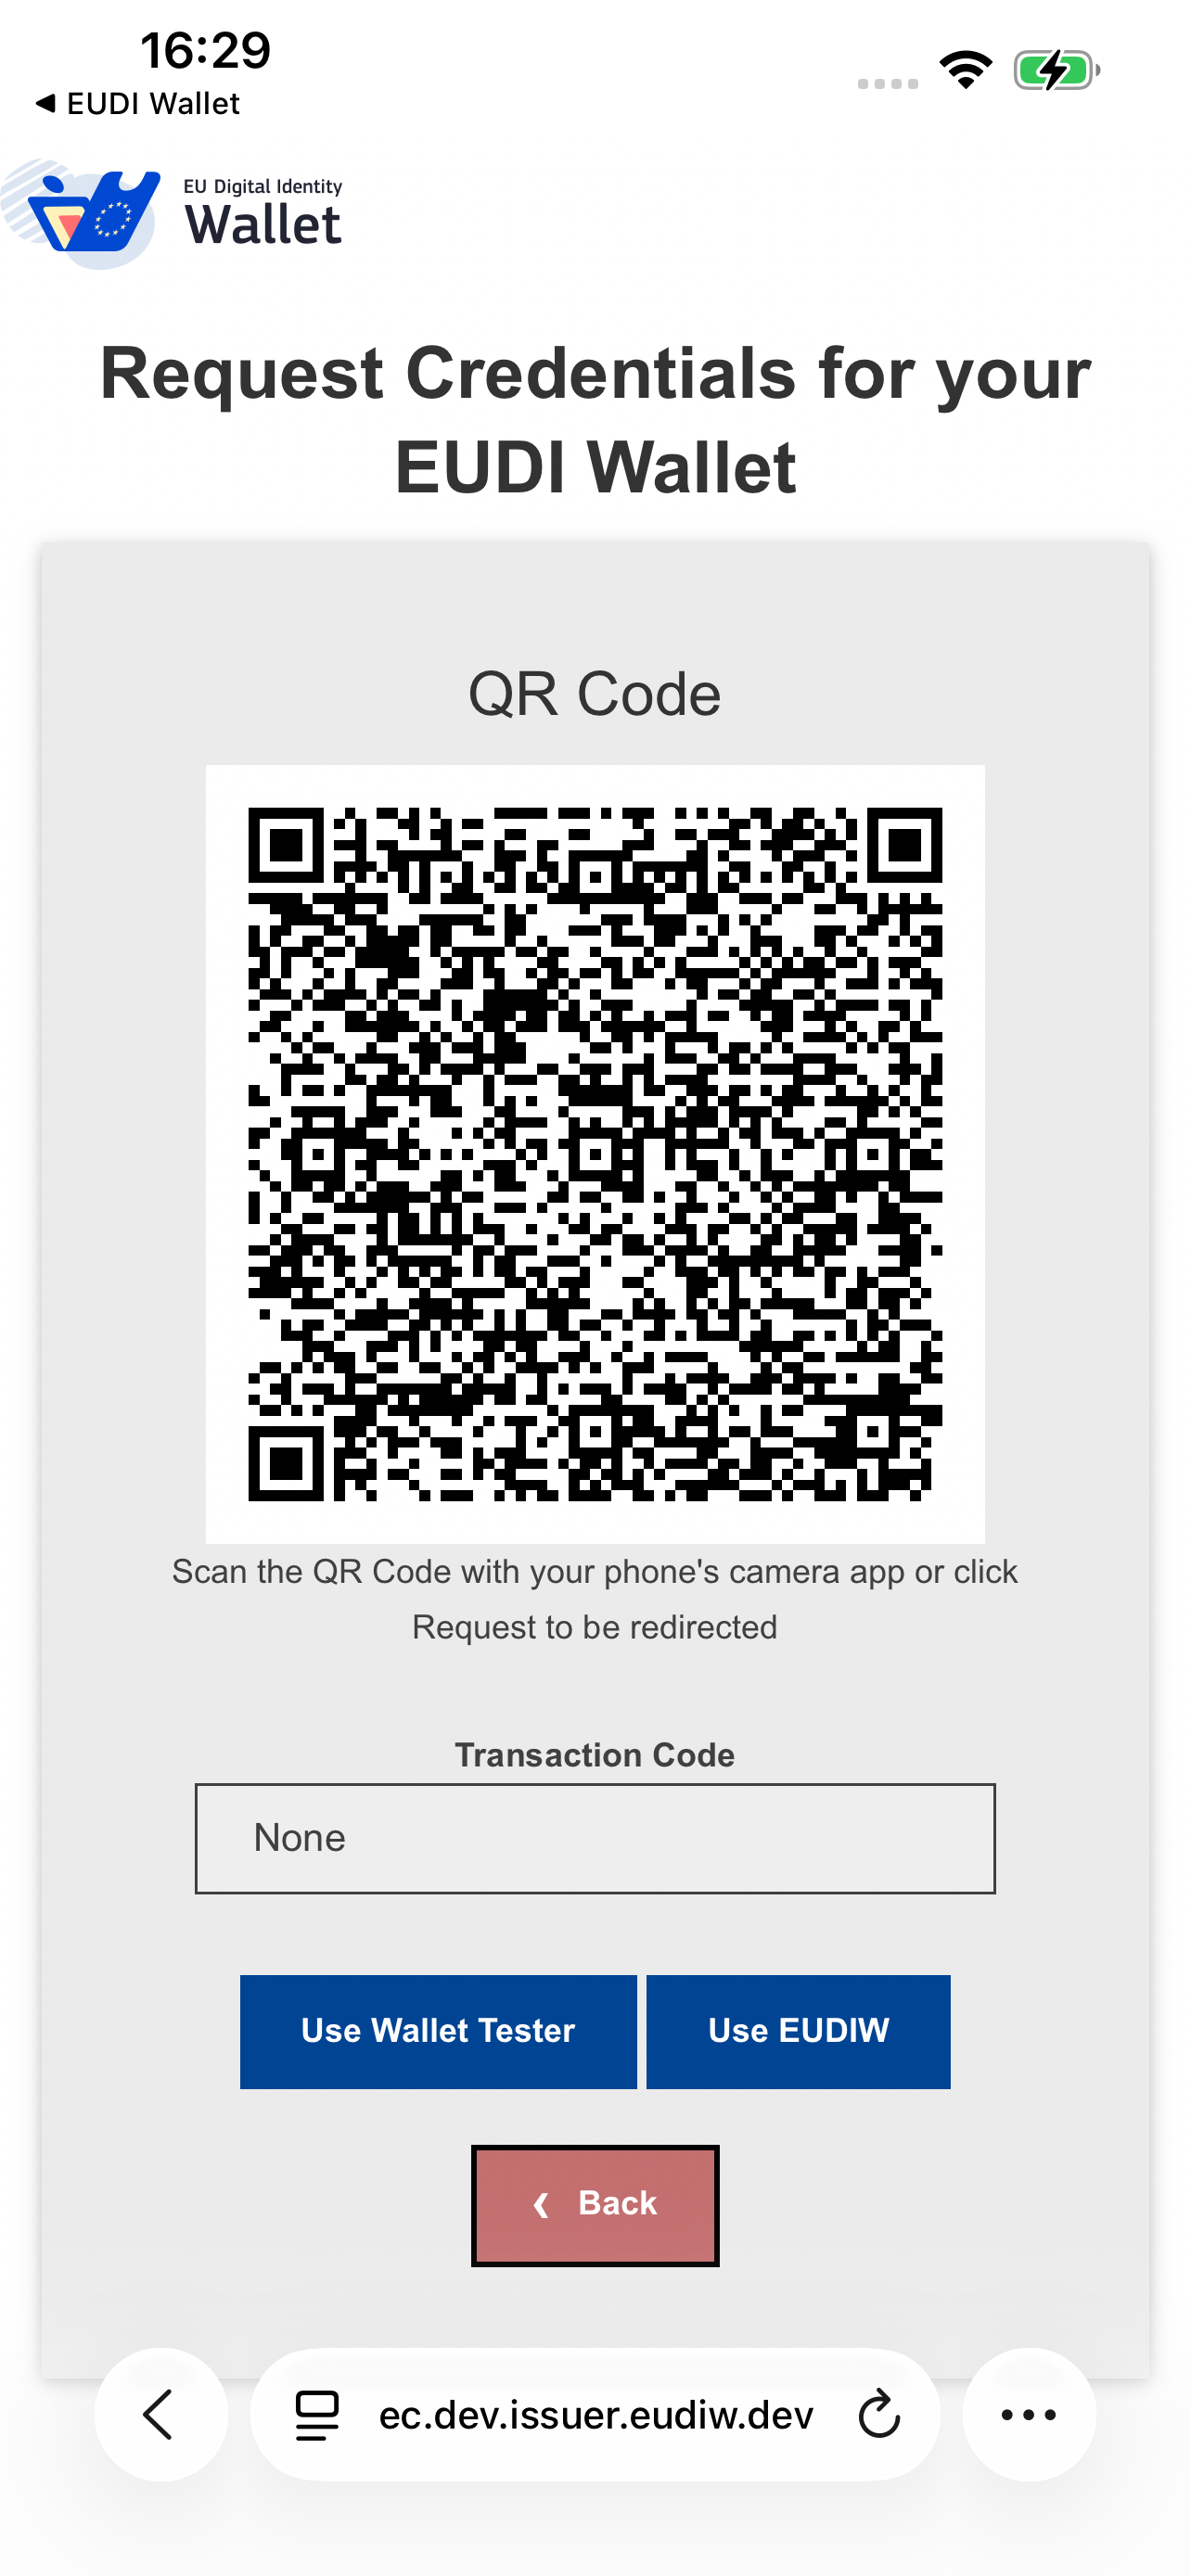 16:29
EUDI Wallet
EU Digital Identity
Wallet
Request Credentials for your
EUDI Wallet
QR Code
Scan the QR Code with your phone's camera app or click
Request to be redirected
Transaction Code
None
Use Wallet Tester
Use EUDIW
Back
ec.dev.issuer.eudiw.dev